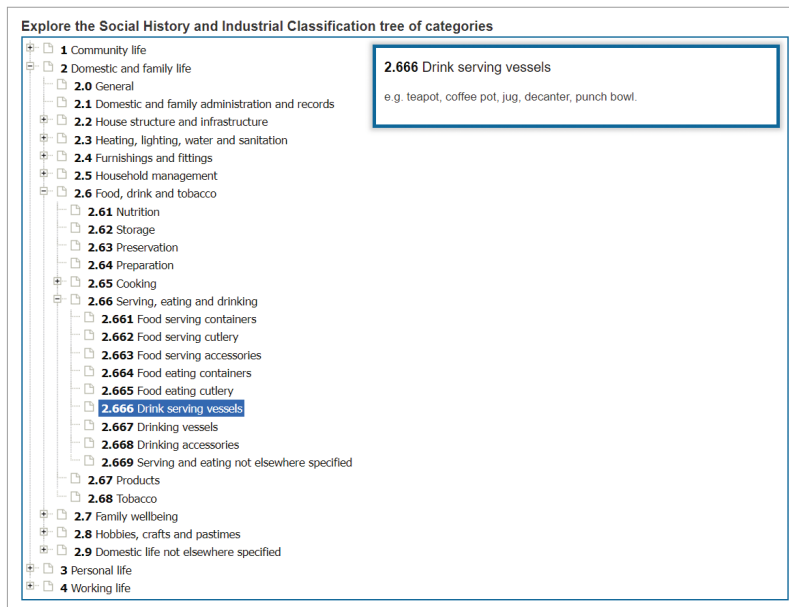 Explore the Social History and Industrial Classification tree of categories
1 Community life
2 Domestic and family life
2.0 General
2.1 Domestic and family administration and records
2.2 House structure and infrastructure
2.3 Heating, lighting, water and sanitation
2.4 Furnishings and fittings
2.5 Household management
2.6 Food, drink and tobacco
2.61 Nutrition
2.62 Storage
2.63 Preservation
2.64 Preparation
2.65 Cooking
2.66 Serving, eating and drinking
2.661 Food serving containers
2.662 Food serving cutlery
2.663 Food serving accessories
2.664 Food eating containers
2.665 Food eating cutlery
2.666 Drink serving vessels
2.667 Drinking vessels
2.668 Drinking accessories
2.669 Serving and eating not elsewhere specified
2.67 Products
2.68 Tobacco
2.7 Family wellbeing
2.8 Hobbies, crafts and pastimes
2.9 Domestic life not elsewhere specified
3 Personal life
4 Working life
2.666 Drink serving vessels
e.g. teapot, coffee pot, jug, decanter, punch bowl.